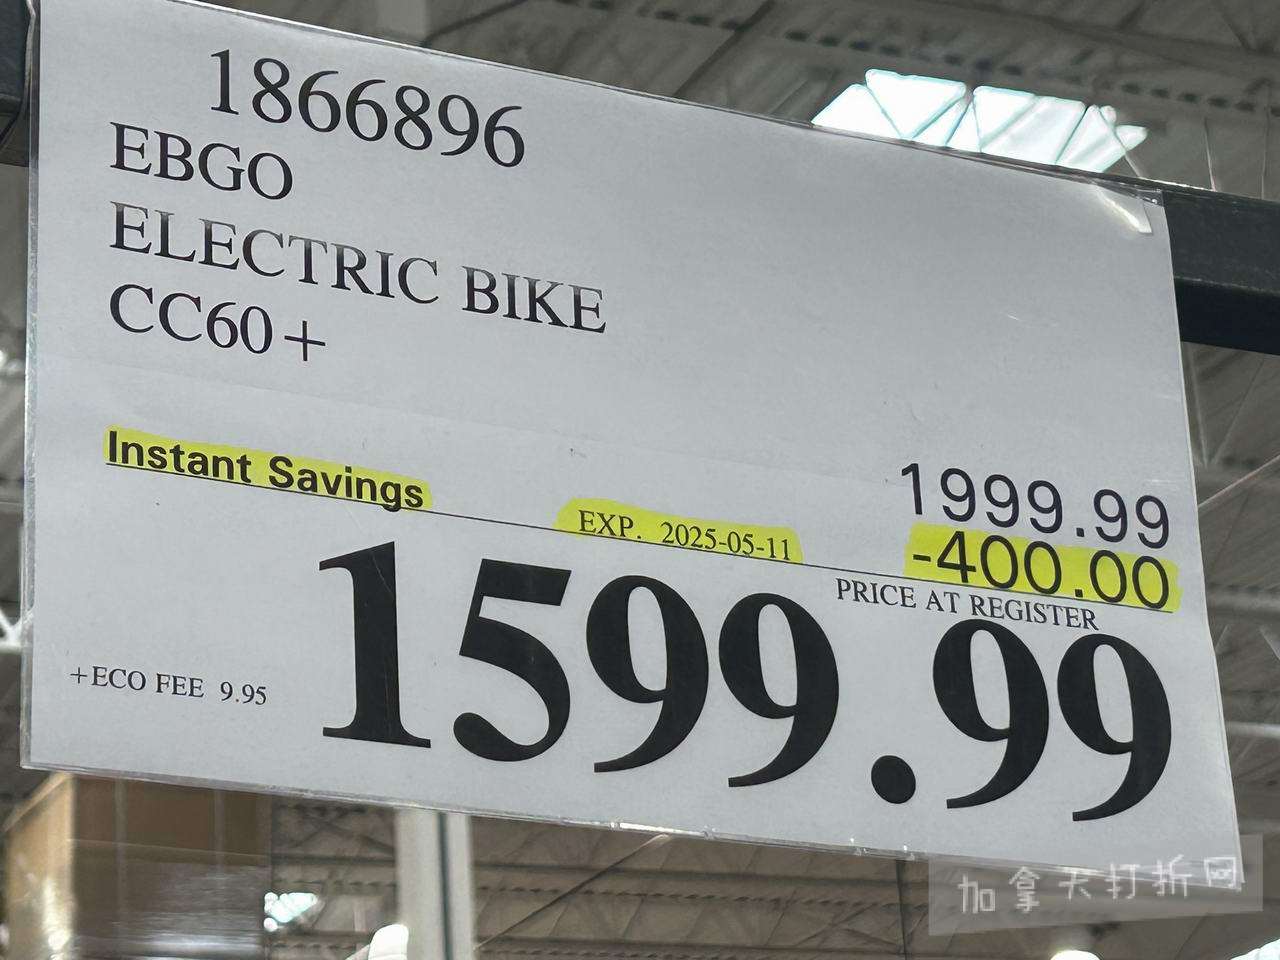 1866896
EBGO
ELECTRIC BIKE
CC60+
Instant Savings
EXP. 2025-05-11
1999.99
-400.00
PRICE AT REGISTER
+ECO FEE 9.95
1599.99
加拿大打折网